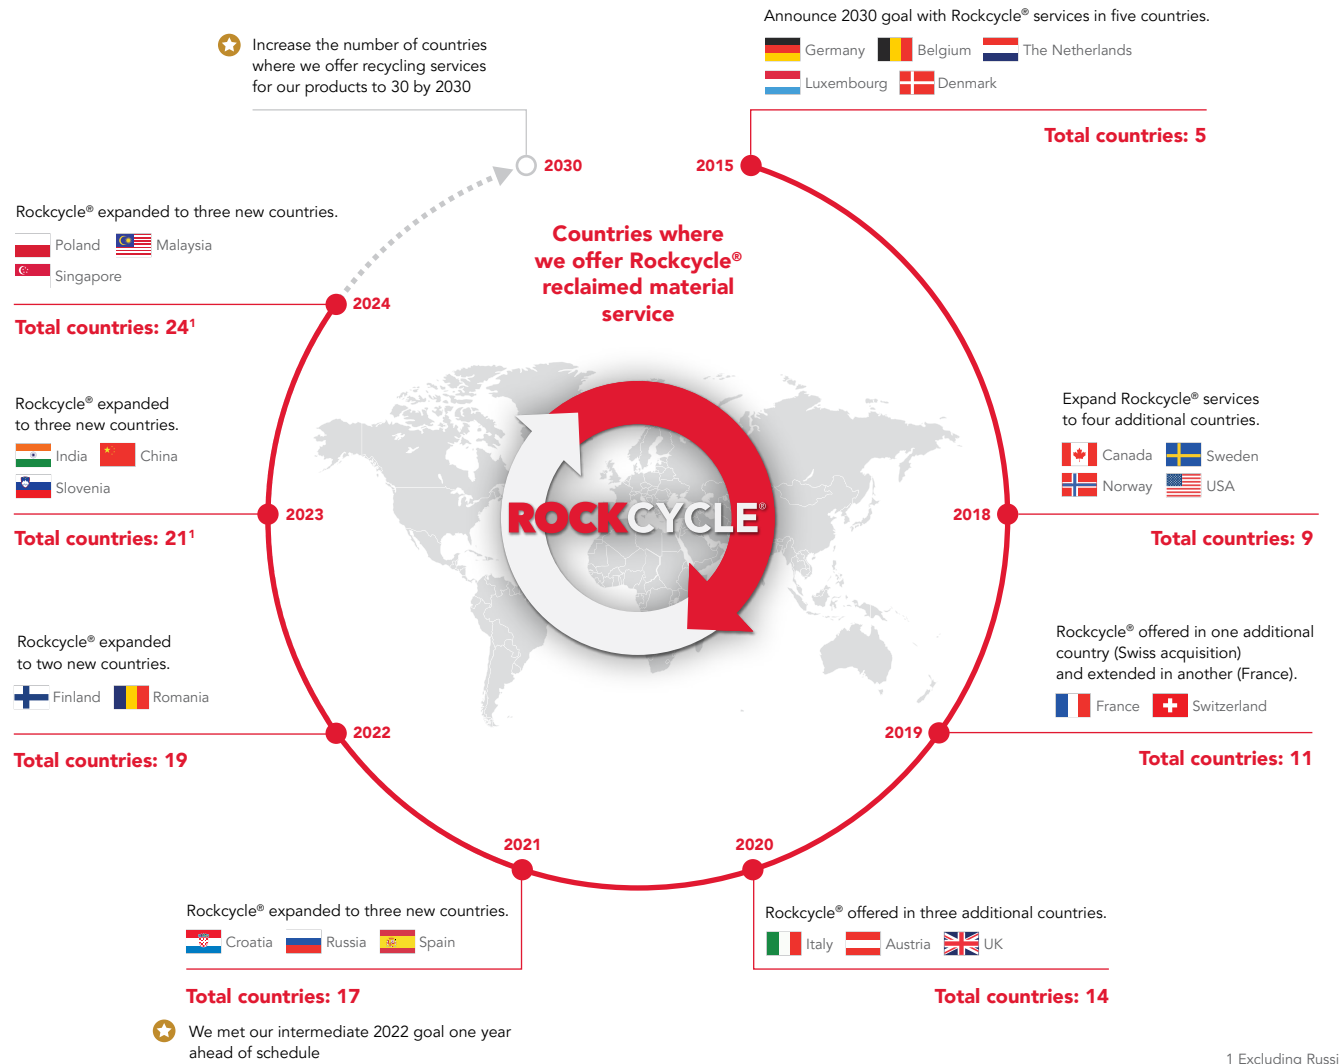 Announce 2030 goal with Rockcycle® services in five countries.
Germany Belgium The Netherlands
Luxembourg Denmark
Total countries: 5
2015
Expand Rockcycle® services
to four additional countries.
Canada Sweden
Norway USA
2018
Total countries: 9
Rockcycle® offered in one additional
country (Swiss acquisition)
and extended in another (France).
France Switzerland
2019
Total countries: 11
2020
Rockcycle® offered in three additional countries.
Italy Austria UK
Total countries: 14
2021
Rockcycle® expanded to three new countries.
Croatia Russia Spain
Total countries: 17
We met our intermediate 2022 goal one year
ahead of schedule
Rockcycle® expanded
to two new countries.
Finland Romania
2022
Total countries: 19
Rockcycle® expanded
to three new countries.
India China
Slovenia
2023
Total countries: 21¹
Rockcycle® expanded to three new countries.
Poland Malaysia
Singapore
2024
Total countries: 24¹
Increase the number of countries
where we offer recycling services
for our products to 30 by 2030
2030
Countries where
we offer Rockcycle®
reclaimed material
service
ROCKCYCLE®
1 Excluding